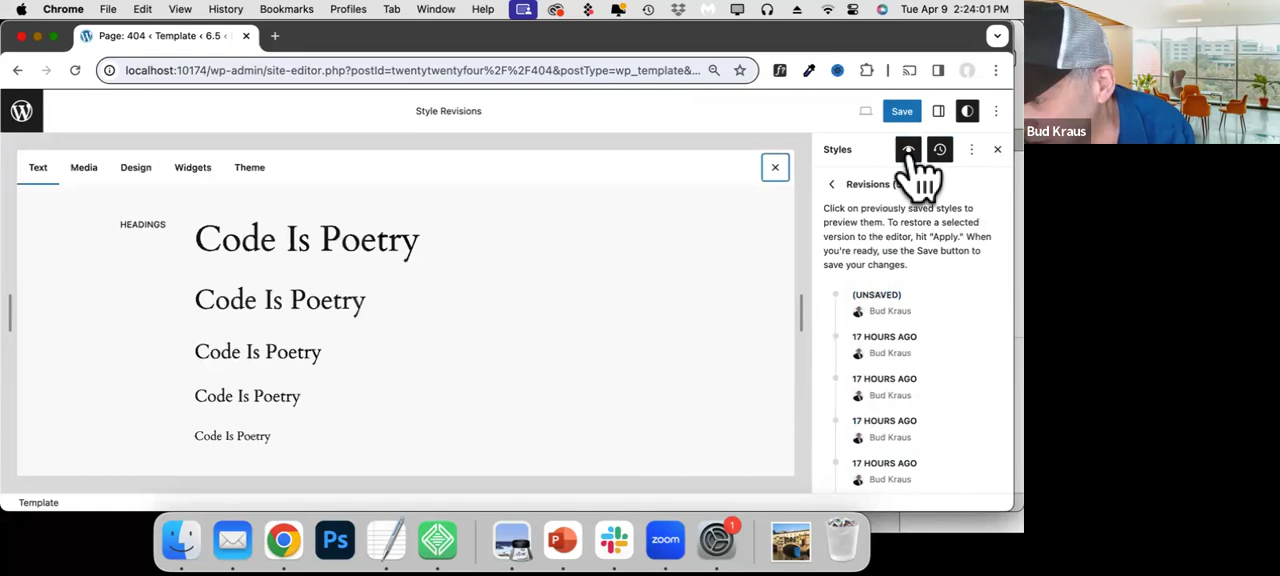 Chrome File Edit View History Bookmarks Profiles Tab Window Help Tue Apr 9 2:24:01 PM
Page: 404 ‹ Template ‹ 6.5 ‹
localhost:10174/wp-admin/site-editor.php?postId=twentytwentyfour%2F%2F404&postType=wp_template&...
Bud Kraus
Style Revisions
Save
Styles
Text Media Design Widgets Theme
Revisions
Click on previously saved styles to
preview them. To restore a selected
version to the editor, hit "Apply." When
you're ready, use the Save button to
save your changes.
HEADINGS
Code Is Poetry
Code Is Poetry
Code Is Poetry
Code Is Poetry
Code Is Poetry
(UNSAVED)
Bud Kraus
17 HOURS AGO
Bud Kraus
17 HOURS AGO
Bud Kraus
17 HOURS AGO
Bud Kraus
17 HOURS AGO
Bud Kraus
Template
Ps
P
zoom
1